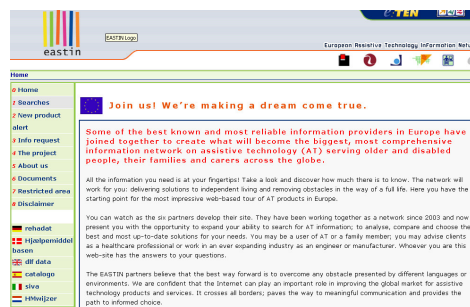 eTEN
EASTIN Logo
eastin
European Assistive Technology Information Netw
Home
0 Home
1 Searches
2 New product
alert
3 Info request
4 The project
5 About us
6 Documents
7 Restricted area
8 Disclaimer
rehadat
Hjælpemiddel
basen
dlf data
catalogo
siva
HMwijzer
Join us! We're making a dream come true.
Some of the best known and most reliable information providers in Europe have
joined together to create what will become the biggest, most comprehensive
information network on assistive technology (AT) serving older and disabled
people, their families and carers across the globe.
All the information you need is at your fingertips! Take a look and discover how much there is to know. The network will
work for you: delivering solutions to independent living and removing obstacles in the way of a full life. Here you have the
starting point for the most impressive web-based tour of AT products in Europe.
You can watch as the six partners develop their site. They have been working together as a network since 2003 and now
present you with the opportunity to expand your ability to search for AT information; to analyse, compare and choose the
best and most up-to-date solutions for your needs. You may be a user of AT or a family member; you may advise clients
as a healthcare professional or work in an ever expanding industry as an engineer or manufacturer. Whoever you are this
web-site has the answers to your questions.
The EASTIN partners believe that the best way forward is to overcome any obstacle presented by different languages or
environments. We are confident that the Internet can play an important role in improving the global market for assistive
technology products and services. It crosses all borders; paves the way to meaningful communication and provides the
path to informed choice.